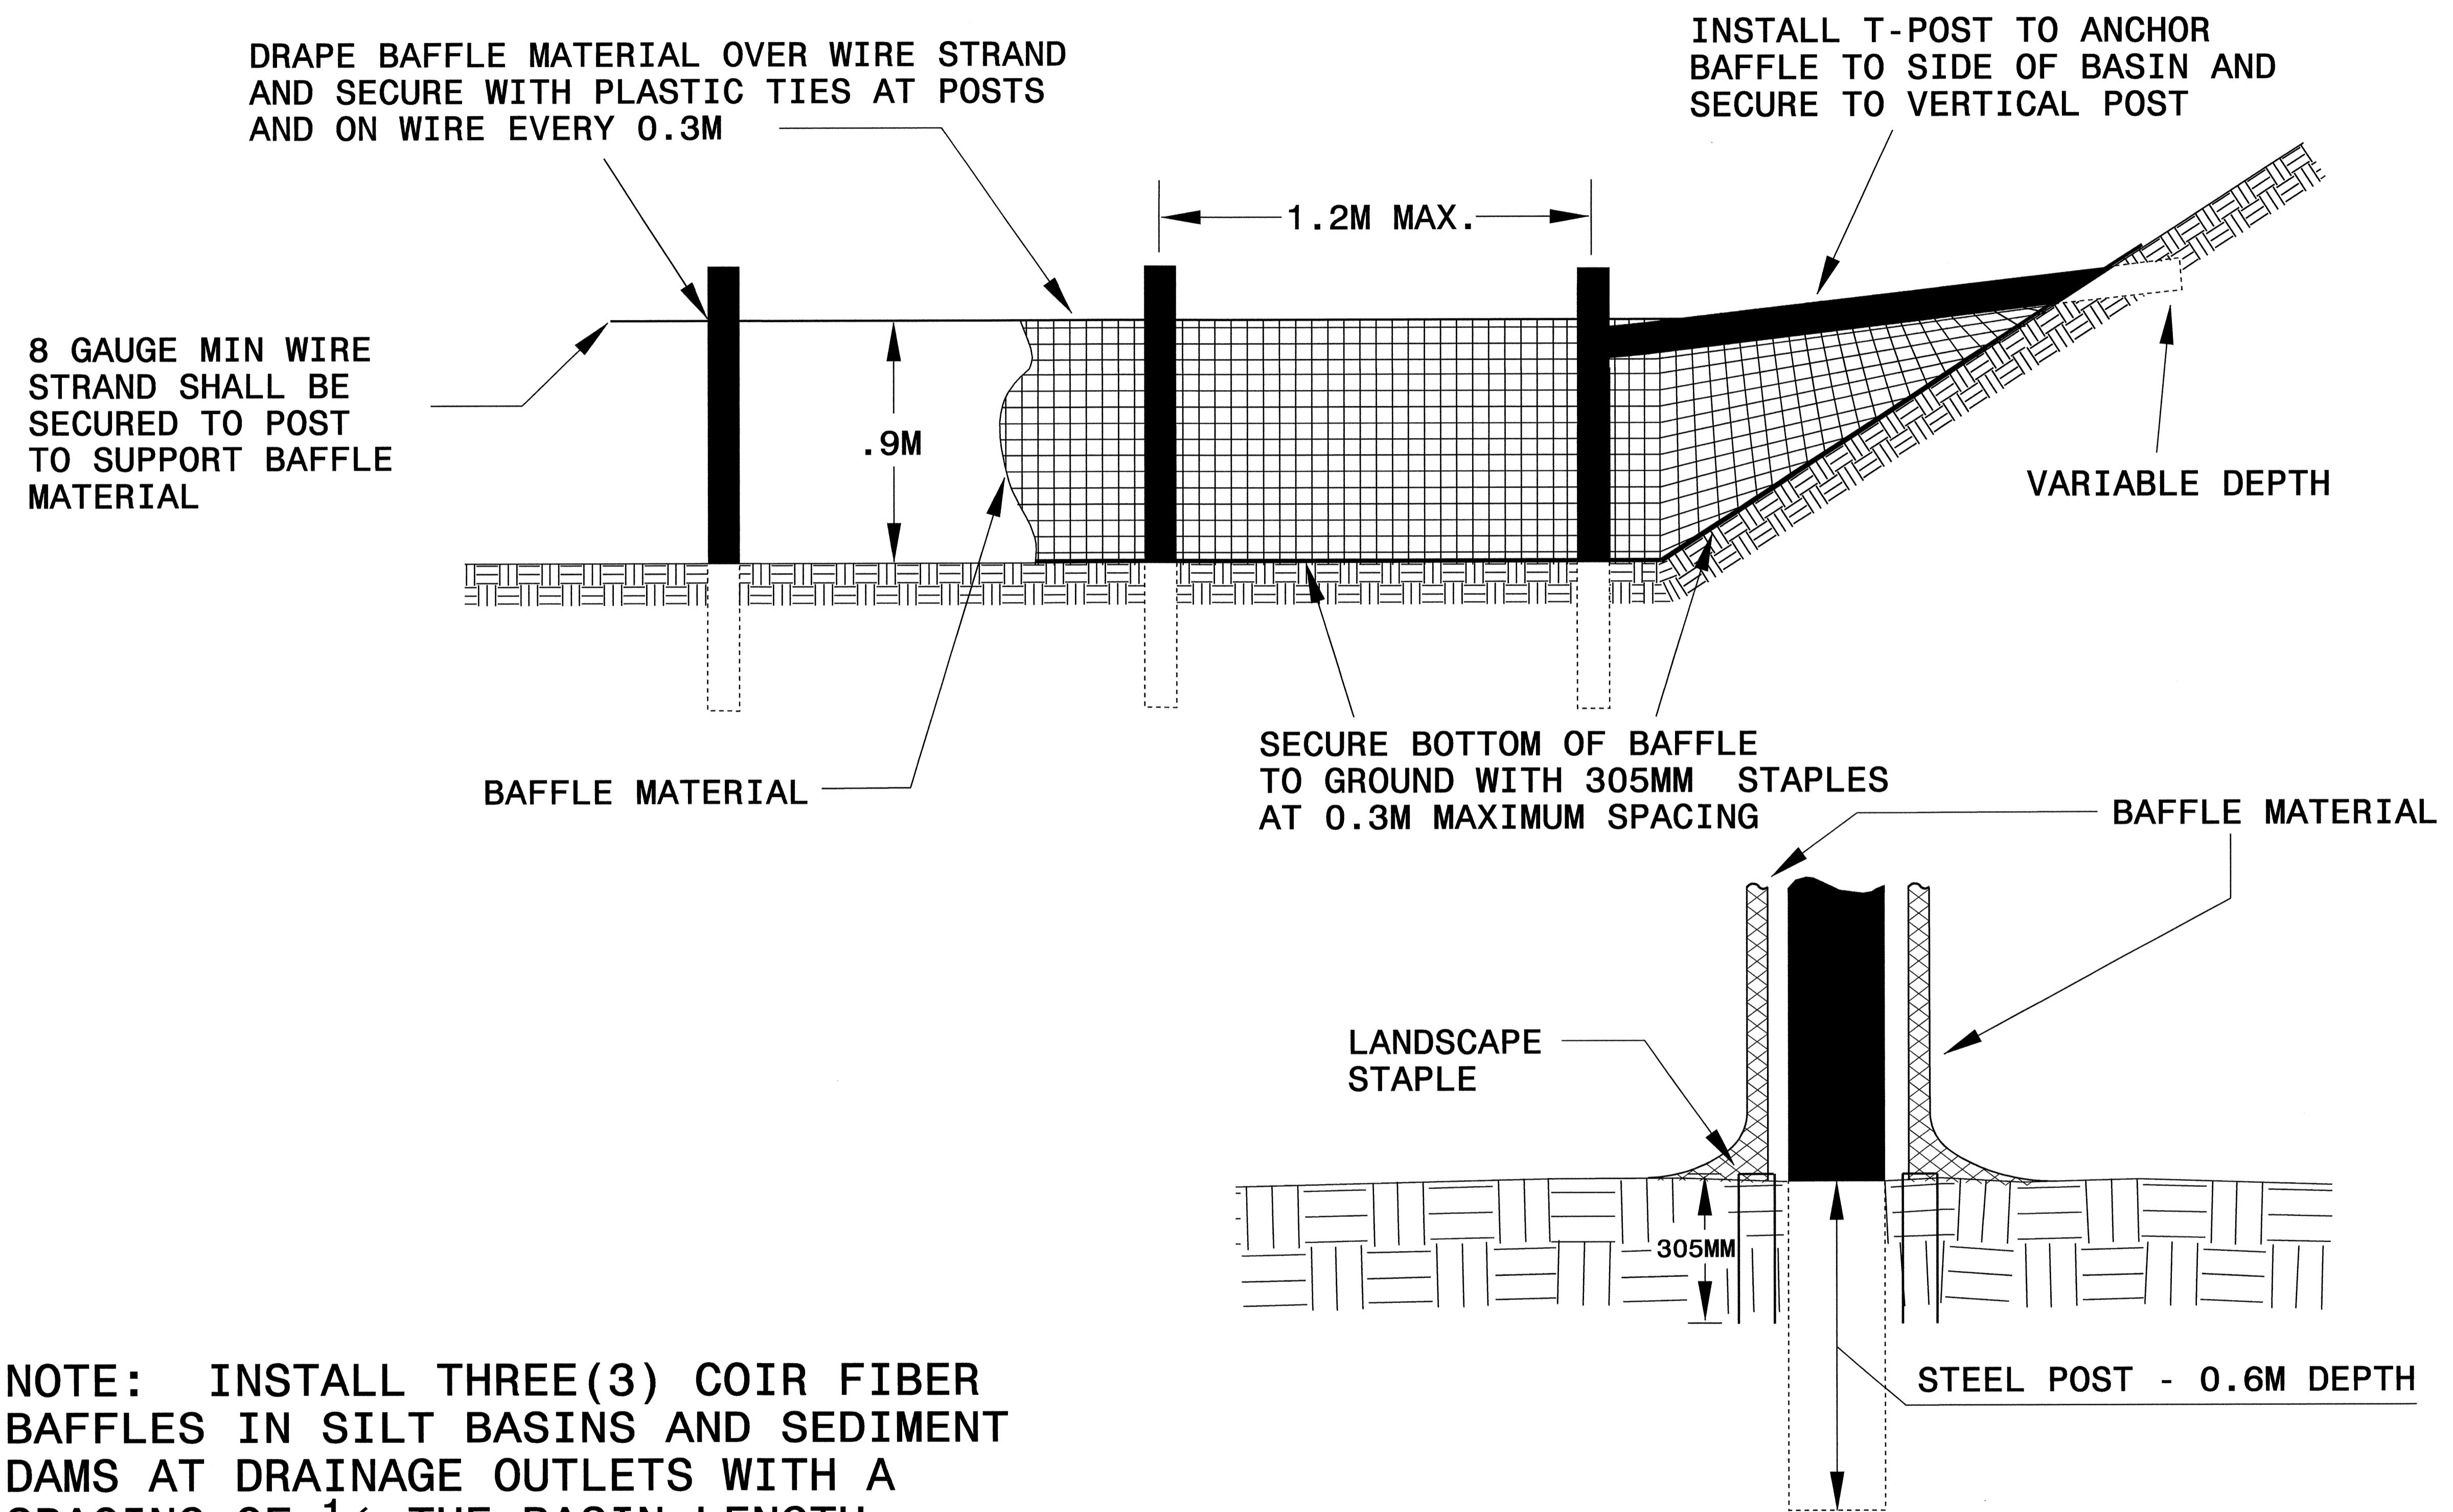 DRAPE BAFFLE MATERIAL OVER WIRE STRAND
AND SECURE WITH PLASTIC TIES AT POSTS
AND ON WIRE EVERY 0.3M
INSTALL T-POST TO ANCHOR
BAFFLE TO SIDE OF BASIN AND
SECURE TO VERTICAL POST
1.2M MAX.
8 GAUGE MIN WIRE
STRAND SHALL BE
SECURED TO POST
TO SUPPORT BAFFLE
MATERIAL
.9M
VARIABLE DEPTH
BAFFLE MATERIAL
SECURE BOTTOM OF BAFFLE
TO GROUND WITH 305MM STAPLES
AT 0.3M MAXIMUM SPACING
BAFFLE MATERIAL
LANDSCAPE
STAPLE
305MM
STEEL POST - 0.6M DEPTH
NOTE: INSTALL THREE(3) COIR FIBER
BAFFLES IN SILT BASINS AND SEDIMENT
DAMS AT DRAINAGE OUTLETS WITH A
SPACING OF THE BASIN LENGTH